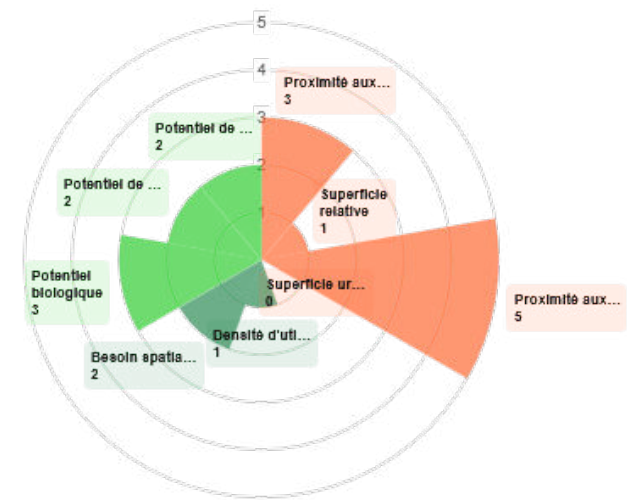 5
4
3
2
1
Proximité aux...
3
Superficie
relative
1
Proximité aux...
5
Superficie ur...
0
Densité d'uti...
1
Besoin spatia...
2
Potentiel
biologique
3
Potentiel de ...
2
Potentiel de ...
2